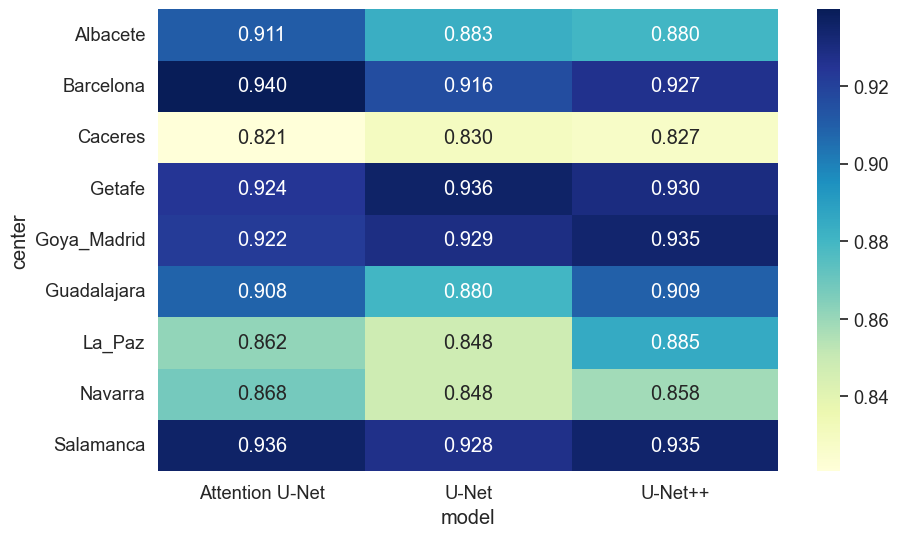 Albacete 0.911 0.883 0.880
Barcelona 0.940 0.916 0.927 0.92
Caceres 0.821 0.830 0.827
0.90
Getafe 0.924 0.936 0.930
center
Goya_Madrid 0.922 0.929 0.935 0.88
Guadalajara 0.908 0.880 0.909
0.86
La_Paz 0.862 0.848 0.885
Navarra 0.868 0.848 0.858 0.84
Salamanca 0.936 0.928 0.935
Attention U-Net U-Net U-Net++
model